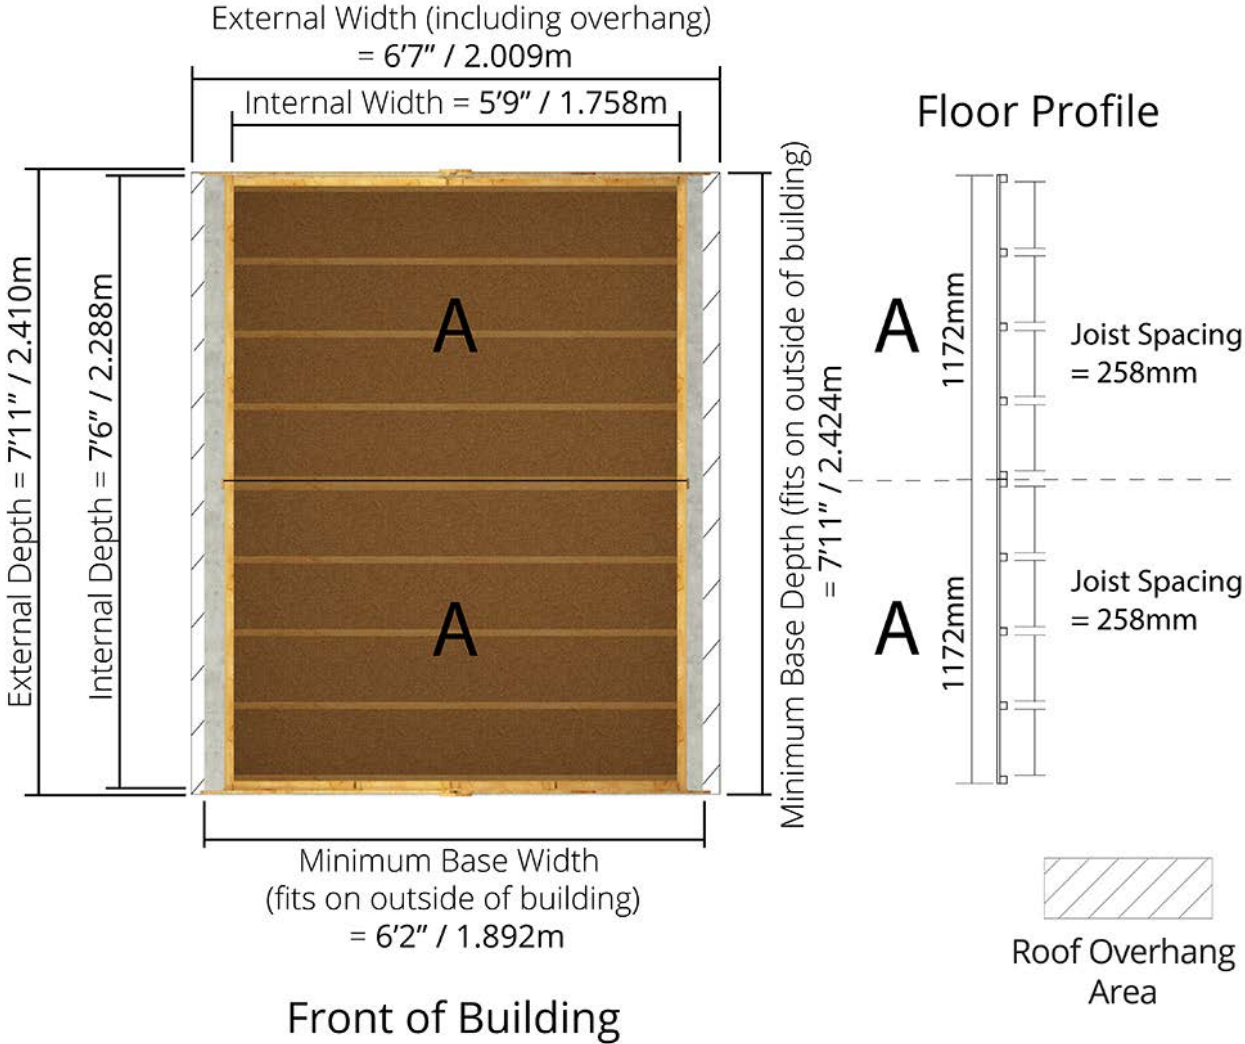 External Width (including overhang)
= 6’7” / 2.009m
Internal Width = 5’9” / 1.758m
Floor Profile
External Depth = 7’11” / 2.410m
Internal Depth = 7’6” / 2.288m
A
A
Minimum Base Depth (fits on outside of building)
= 7’11” / 2.424m
A
1172mm
Joist Spacing
= 258mm
A
1172mm
Joist Spacing
= 258mm
Minimum Base Width
(fits on outside of building)
= 6’2” / 1.892m
Roof Overhang
Area
Front of Building